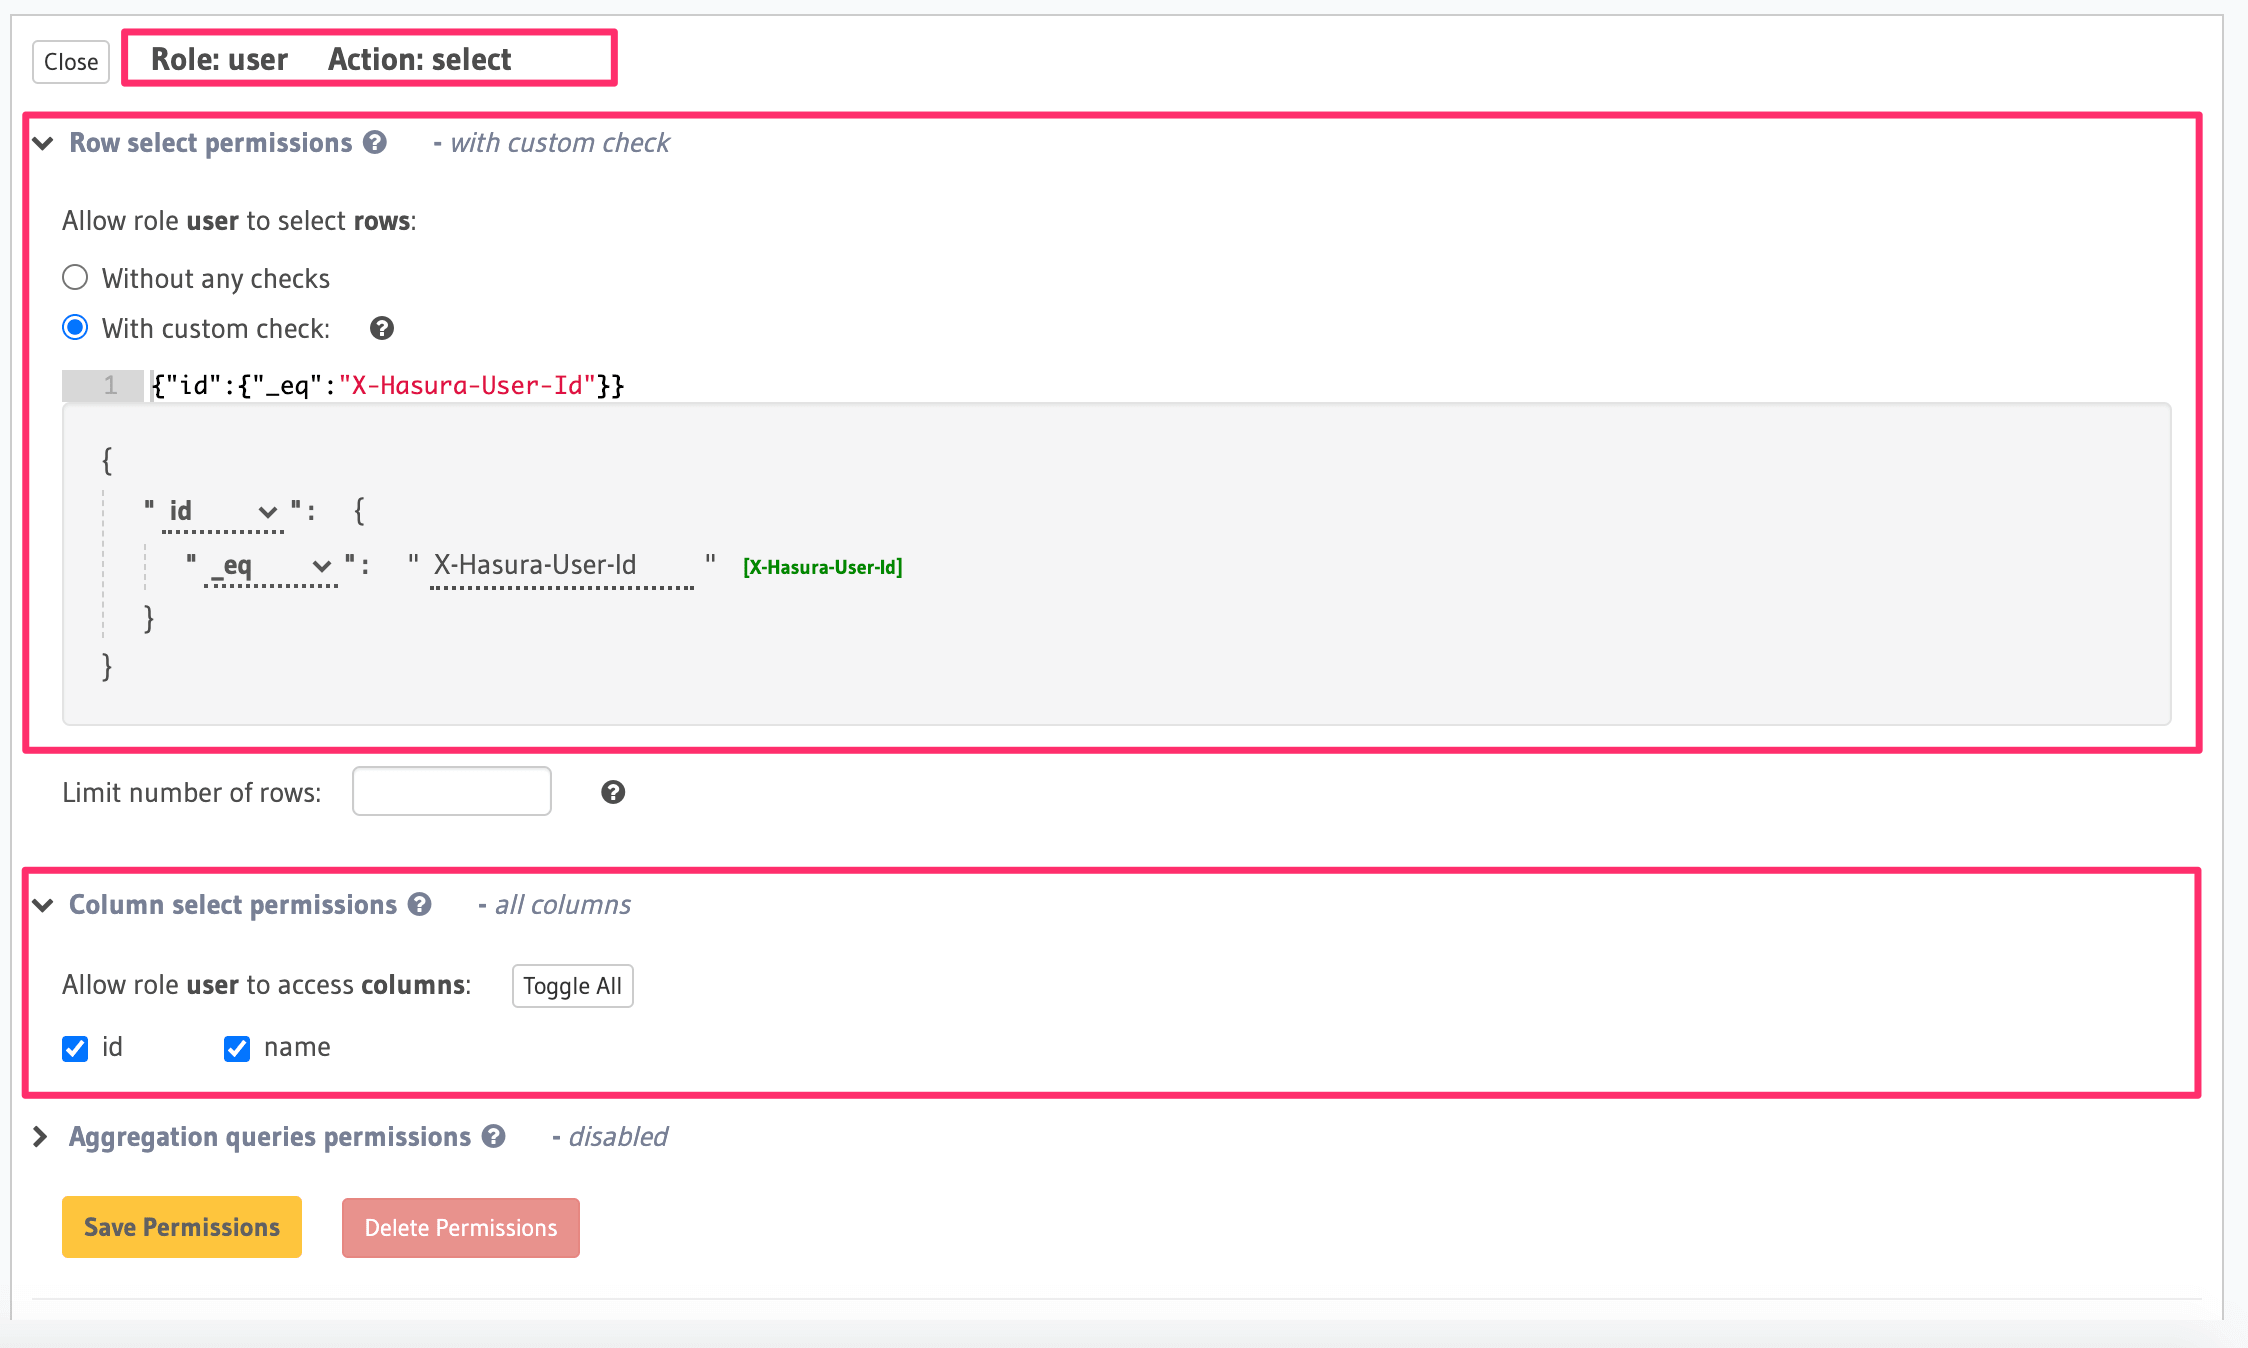 Close Role: user Action: select
Row select permissions ? - with custom check
Allow role user to select rows:
Without any checks
With custom check: ?
1 {"id":{"_eq":"X-Hasura-User-Id"}}
{
" id ": {
" _eq ": " X-Hasura-User-Id " [X-Hasura-User-Id]
}
}
Limit number of rows: ?
Column select permissions ? - all columns
Allow role user to access columns: Toggle All
id name
Aggregation queries permissions ? - disabled
Save Permissions Delete Permissions